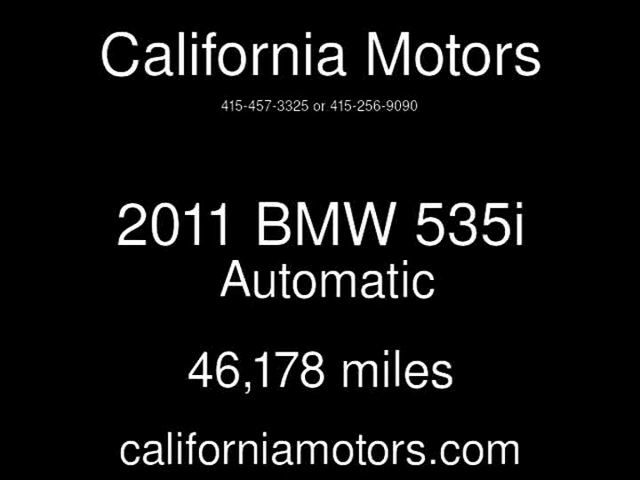 California Motors
415-457-3325 or 415-256-9090
2011 BMW 535i
Automatic
46,178 miles
californiamotors.com